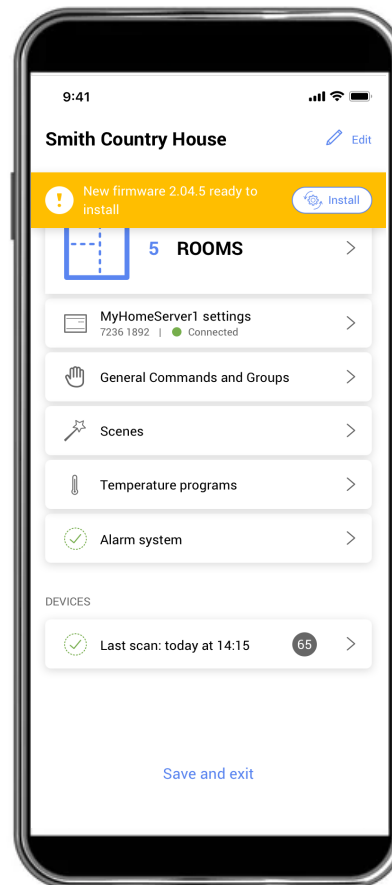 9:41
Smith Country House
Edit
New firmware 2.04.5 ready to
install
Install
5 ROOMS
MyHomeServer1 settings
7236 1892 | Connected
General Commands and Groups
Scenes
Temperature programs
Alarm system
DEVICES
Last scan: today at 14:15 65
Save and exit